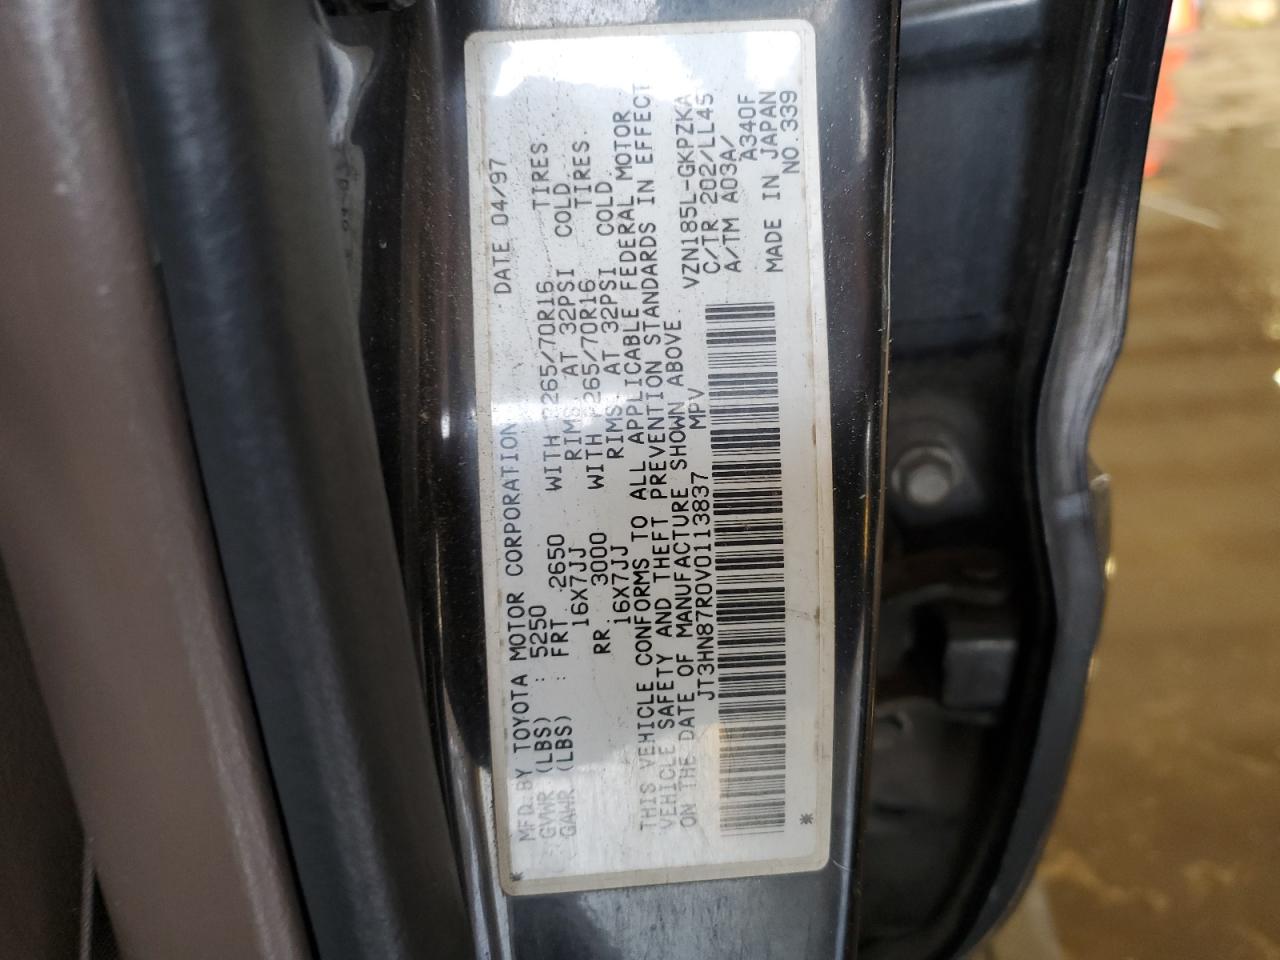 MFD.BY TOYOTA MOTOR CORPORATION DATE 04/97
GVWR (LBS) : 5250
GAWR (LBS) : FRT. 2650 WITH P265/70R16 TIRES
16X7JJ RIMS AT 32PSI COLD
RR. 3000 WITH P265/70R16 TIRES
16X7JJ RIMS AT 32PSI COLD
THIS VEHICLE CONFORMS TO ALL APPLICABLE FEDERAL MOTOR
VEHICLE SAFETY AND THEFT PREVENTION STANDARDS IN EFFECT
ON THE DATE OF MANUFACTURE SHOWN ABOVE.
JT3HN87R0V0113837 MPV
VZN185L-GKPZKA
C/TR 202/LL45
A/TM A03A/
A340F
MADE IN JAPAN
NO.339